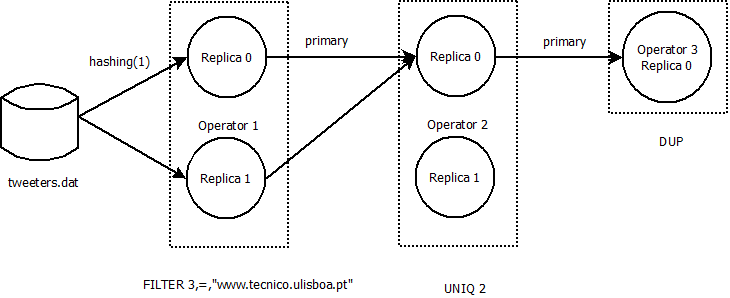 hashing(1)
tweeters.dat
Replica 0
Operator 1
Replica 1
FILTER 3,=,"www.tecnico.ulisboa.pt"
primary
Replica 0
Operator 2
Replica 1
UNIQ 2
primary
Operator 3
Replica 0
DUP